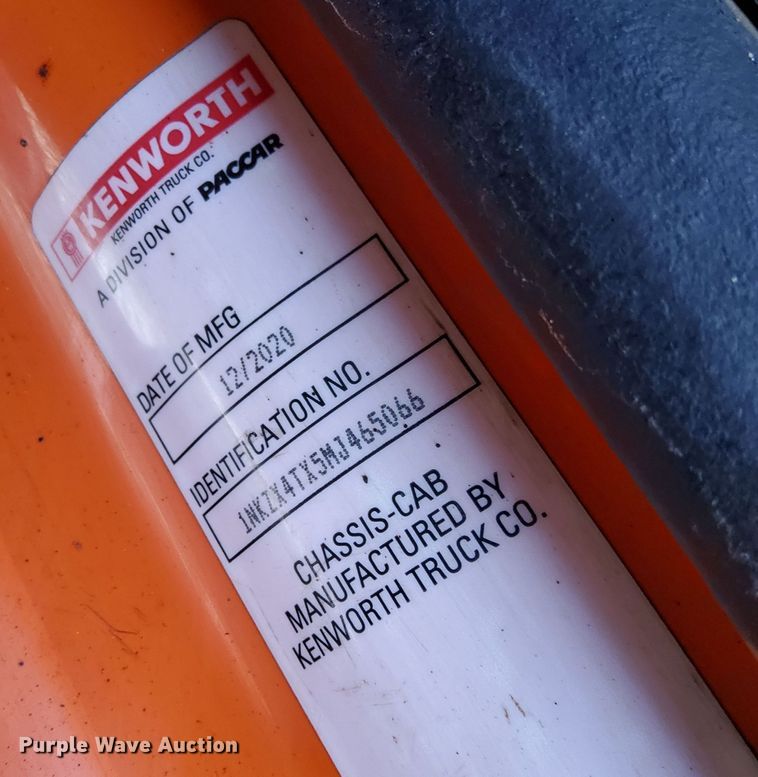 KENWORTH
KENWORTH TRUCK CO.
A DIVISION OF PACCAR
DATE OF MFG
12/2020
IDENTIFICATION NO.
1NKZX4TX5MJ465066
CHASSIS-CAB
MANUFACTURED BY
KENWORTH TRUCK CO.
Purple Wave Auction